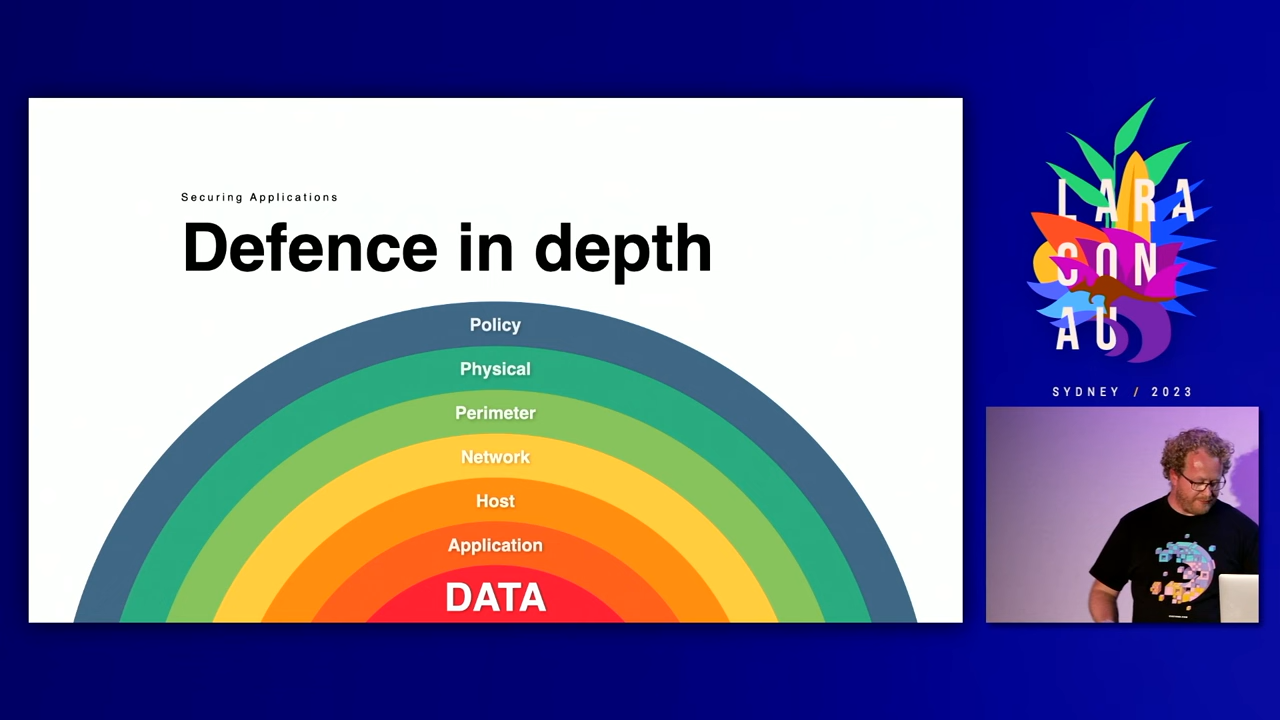 Securing Applications
Defence in depth
Policy
Physical
Perimeter
Network
Host
Application
DATA
LARA
CON
AU
SYDNEY / 2023